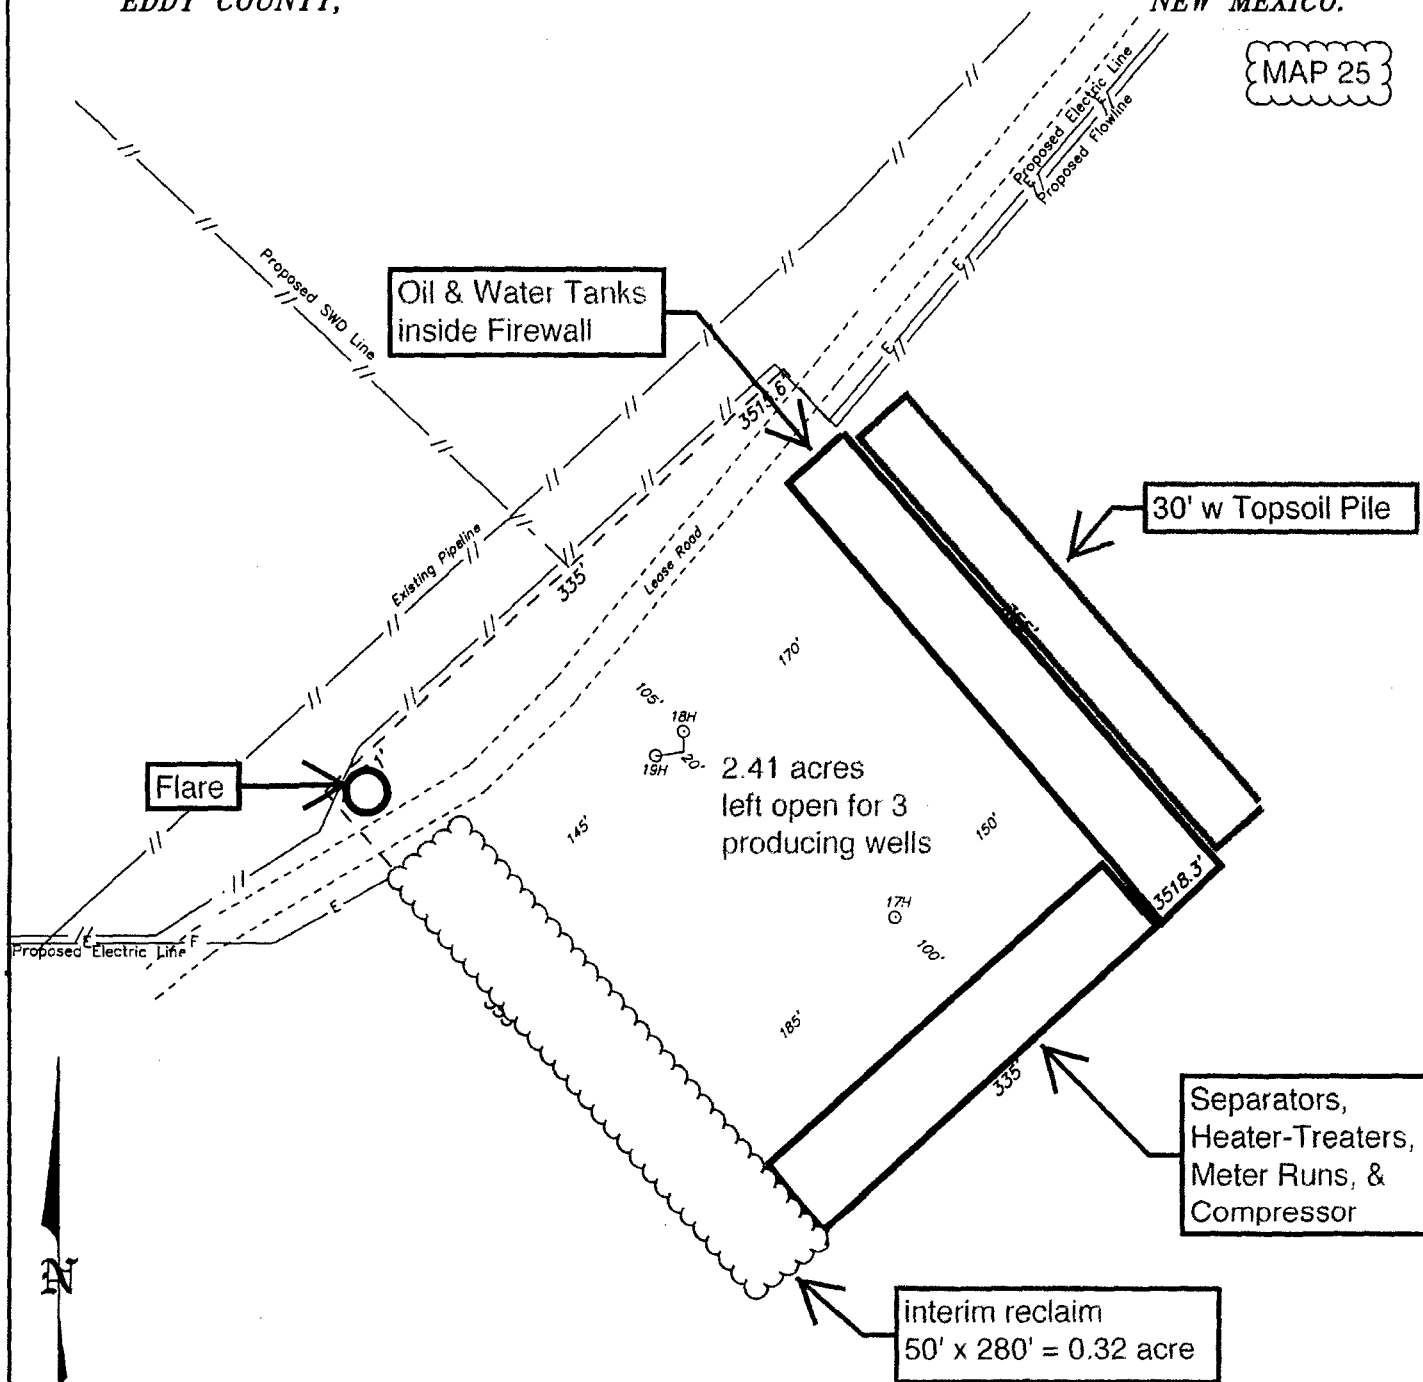 EDDY COUNTY,
NEW MEXICO.
MAP 25
Proposed Electric Line
Proposed Flowline
E
E
E
E
Proposed SWD Line
Oil & Water Tanks
inside Firewall
30' w Topsoil Pile
Existing Pipeline
335'
Lease Road
170'
105'
18H
19H
20'
2.41 acres
left open for 3
producing wells
Flare
145'
150'
3518.3'
17H
100'
E
E
F
Proposed Electric Line
185'
335'
Separators,
Heater-Treaters,
Meter Runs, &
Compressor
N
interim reclaim
50' x 280' = 0.32 acre